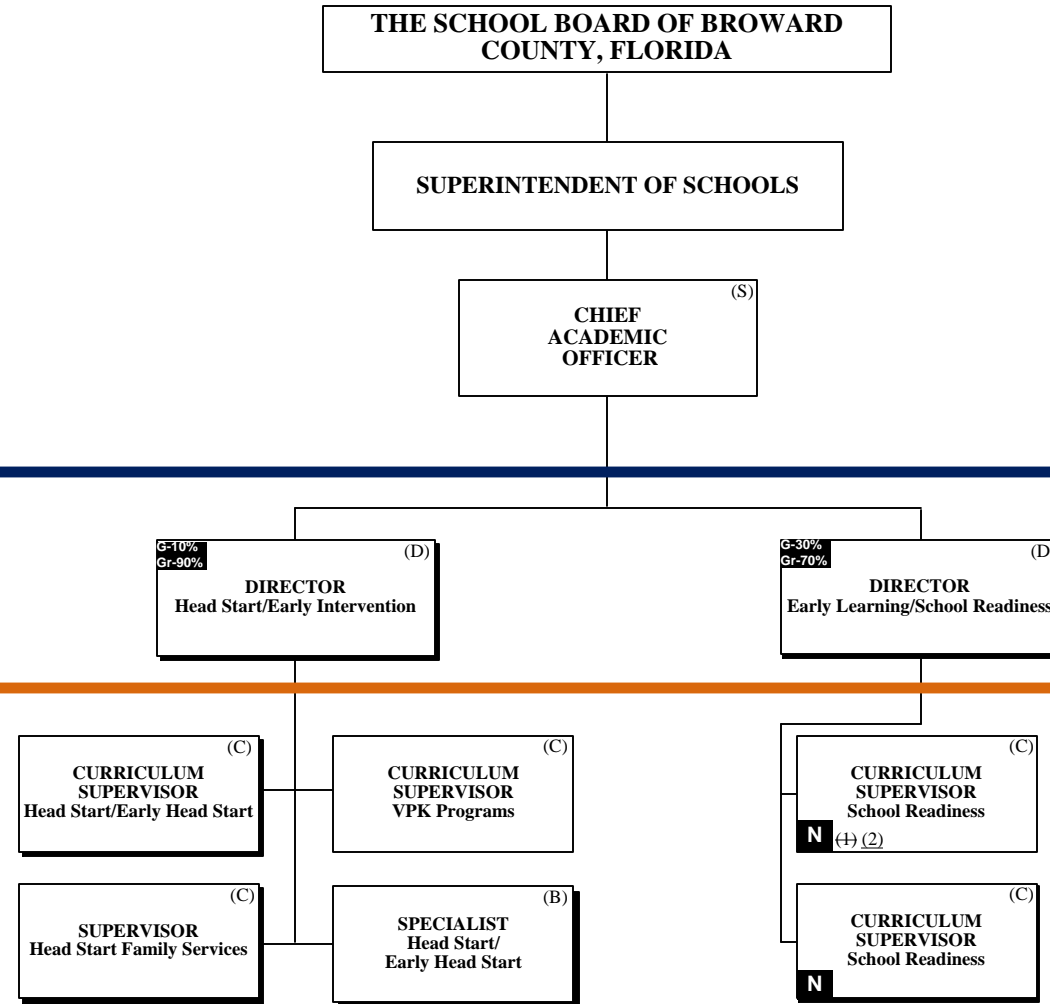 THE SCHOOL BOARD OF BROWARD
COUNTY, FLORIDA
SUPERINTENDENT OF SCHOOLS
(S)
CHIEF
ACADEMIC
OFFICER
G-10%
Gr-90%
(D)
DIRECTOR
Head Start/Early Intervention
G-30%
Gr-70%
(D
DIRECTOR
Early Learning/School Readiness
(C)
CURRICULUM
SUPERVISOR
Head Start/Early Head Start
(C)
CURRICULUM
SUPERVISOR
VPK Programs
(C)
CURRICULUM
SUPERVISOR
School Readiness
N (1) (2)
(C)
SUPERVISOR
Head Start Family Services
(B)
SPECIALIST
Head Start/
Early Head Start
(C)
CURRICULUM
SUPERVISOR
School Readiness
N